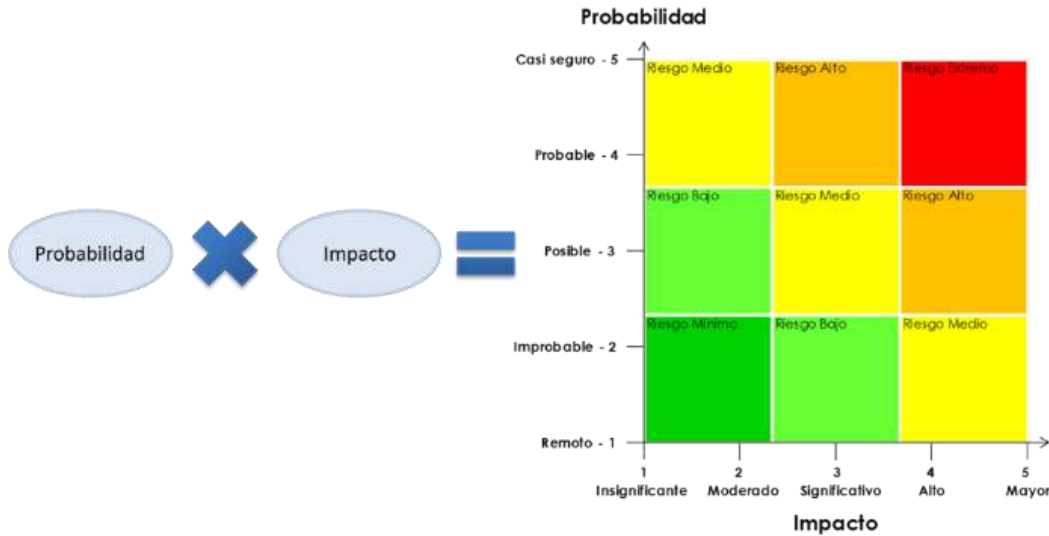 Probabilidad
Casi seguro - 5
Riesgo Medio
Riesgo Alto
Riesgo Extremo
Probable - 4
Riesgo Bajo
Riesgo Medio
Riesgo Alto
Probabilidad
Impacto
Posible - 3
Riesgo Mínimo
Riesgo Bajo
Riesgo Medio
Improbable - 2
Remoto - 1
1
2
3
4
5
Insignificante
Moderado
Significativo
Alto
Mayor
Impacto